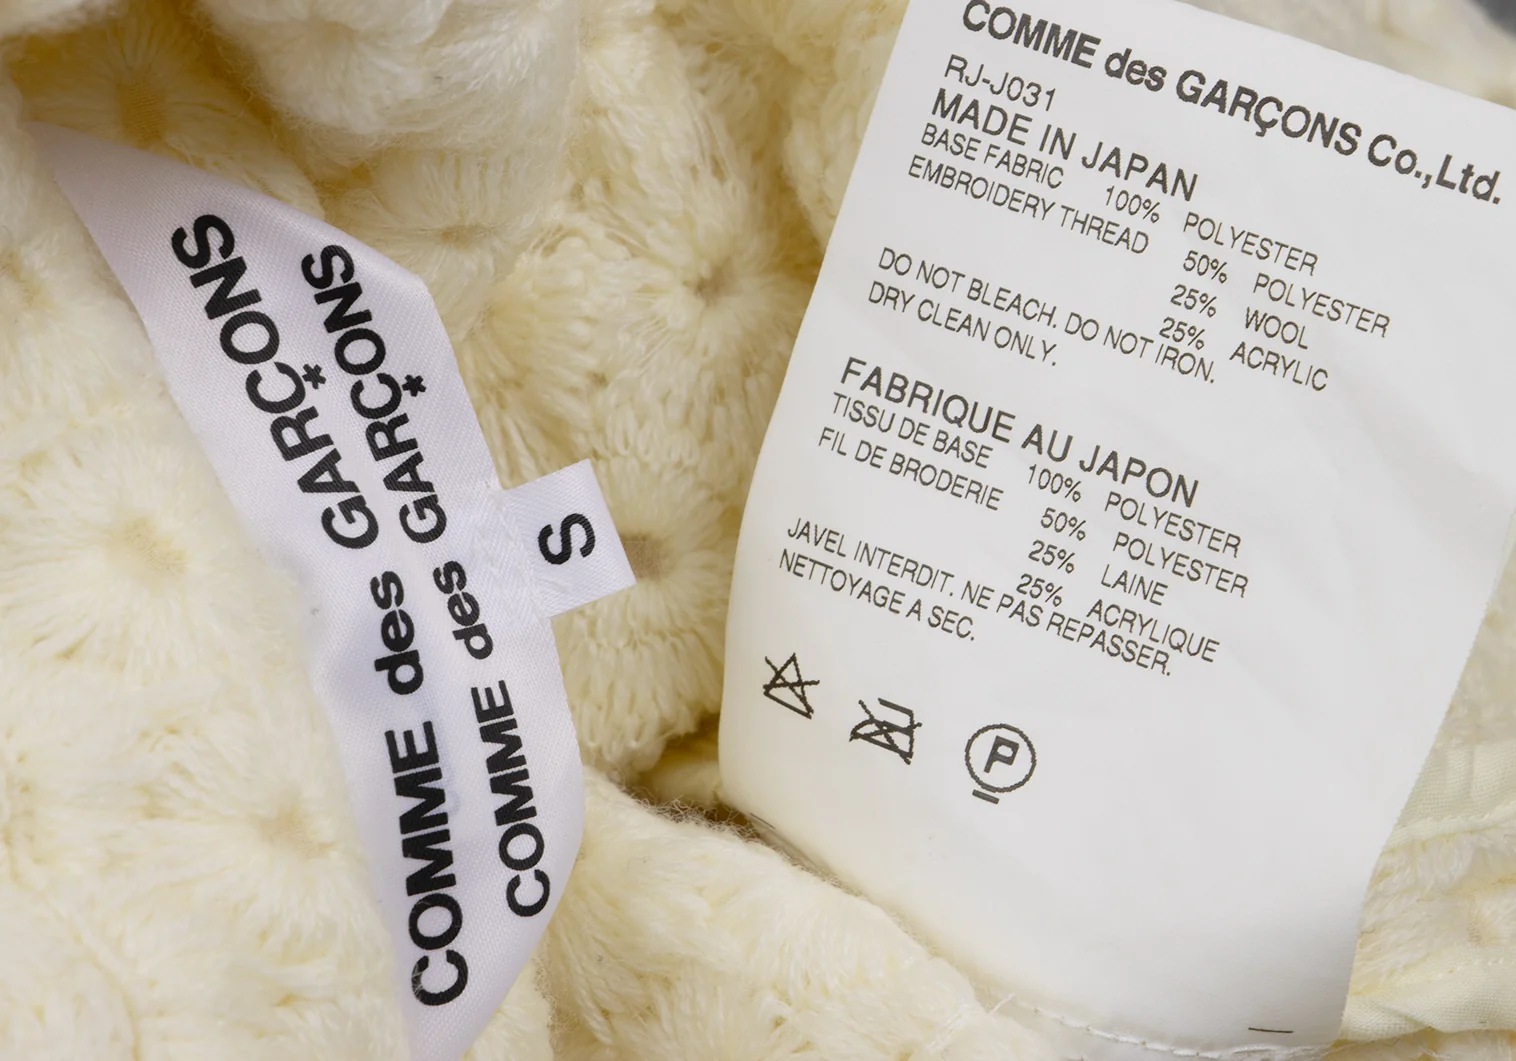 COMME des GARÇONS
COMME des GARÇONS
S
COMME des GARÇONS Co.,Ltd.
RJ-J031
MADE IN JAPAN
BASE FABRIC 100% POLYESTER
EMBROIDERY THREAD 50% POLYESTER
25% WOOL
25% ACRYLIC
DO NOT BLEACH. DO NOT IRON.
DRY CLEAN ONLY.
FABRIQUE AU JAPON
TISSU DE BASE 100% POLYESTER
FIL DE BRODERIE 50% POLYESTER
25% LAINE
25% ACRYLIQUE
JAVEL INTERDIT. NE PAS REPASSER.
NETTOYAGE A SEC.
P